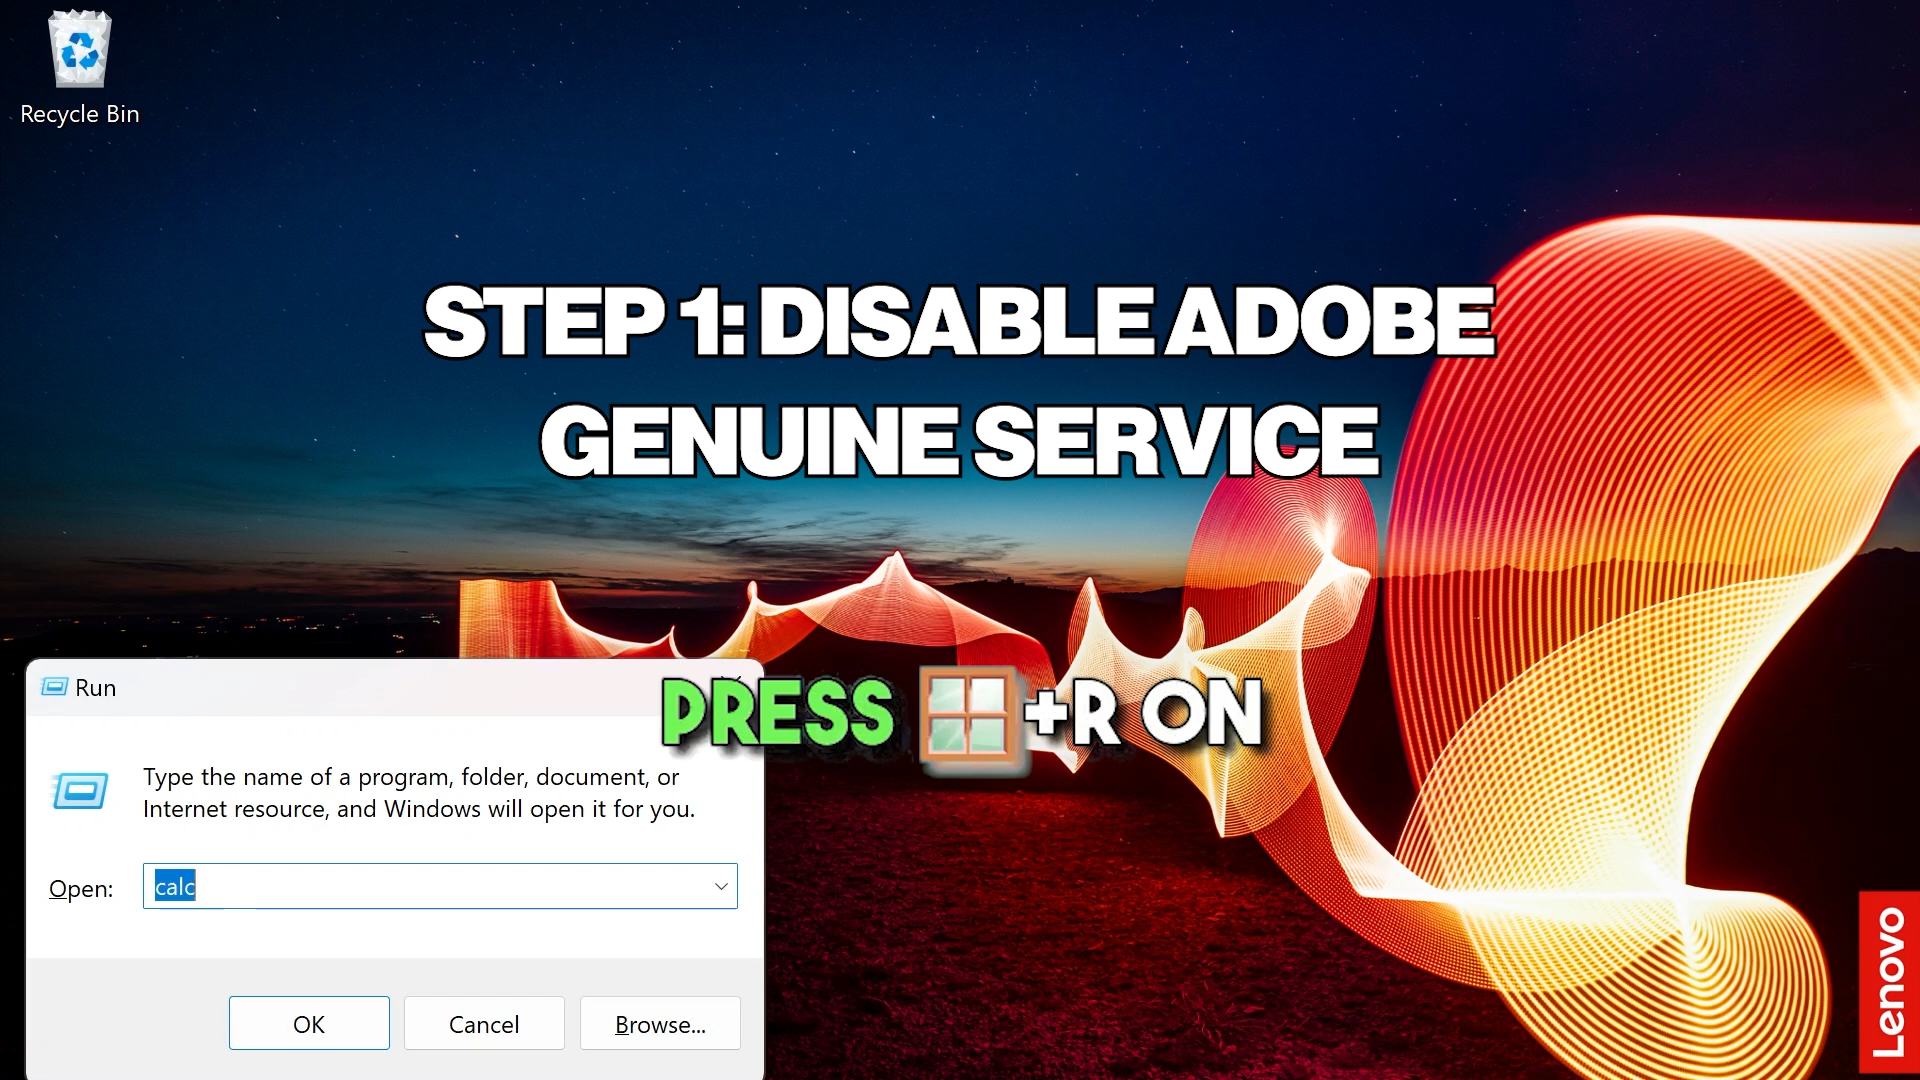 Recycle Bin
STEP 1: DISABLE ADOBE
GENUINE SERVICE
PRESS +R ON
Run
Type the name of a program, folder, document, or
Internet resource, and Windows will open it for you.
Open:
calc
OK
Cancel
Browse...
Lenovo